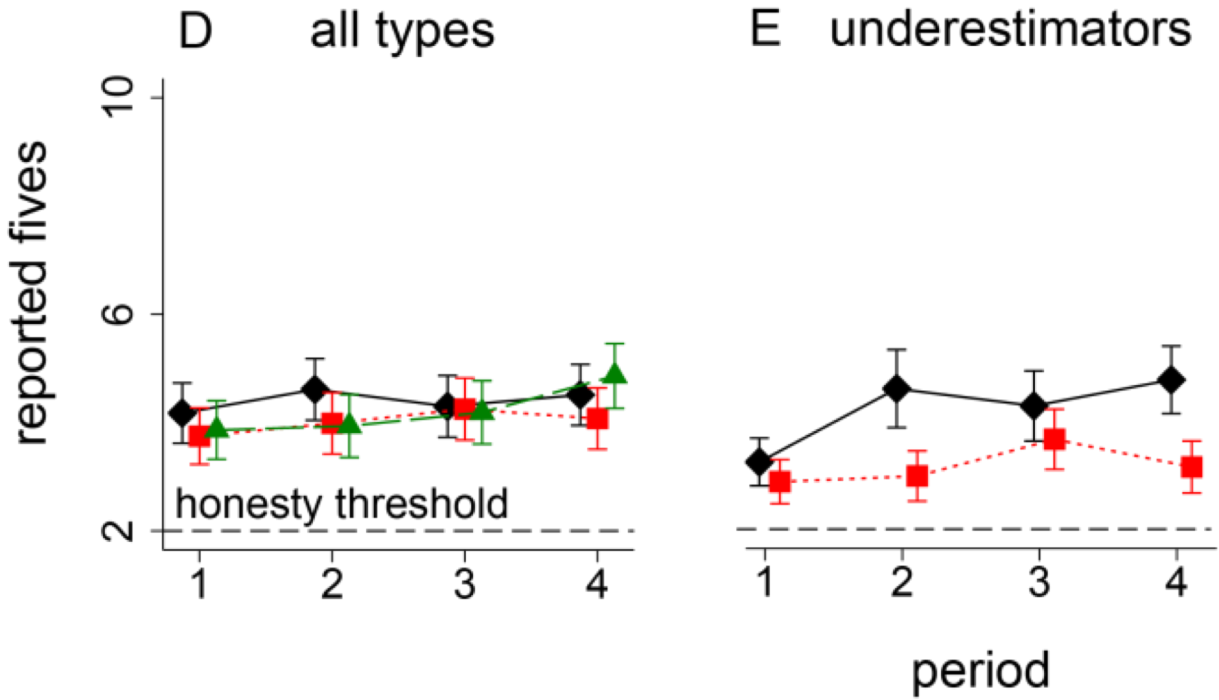 D all types
E underestimators
reported fives
10
6
2
honesty threshold
1 2 3 4
1 2 3 4
period